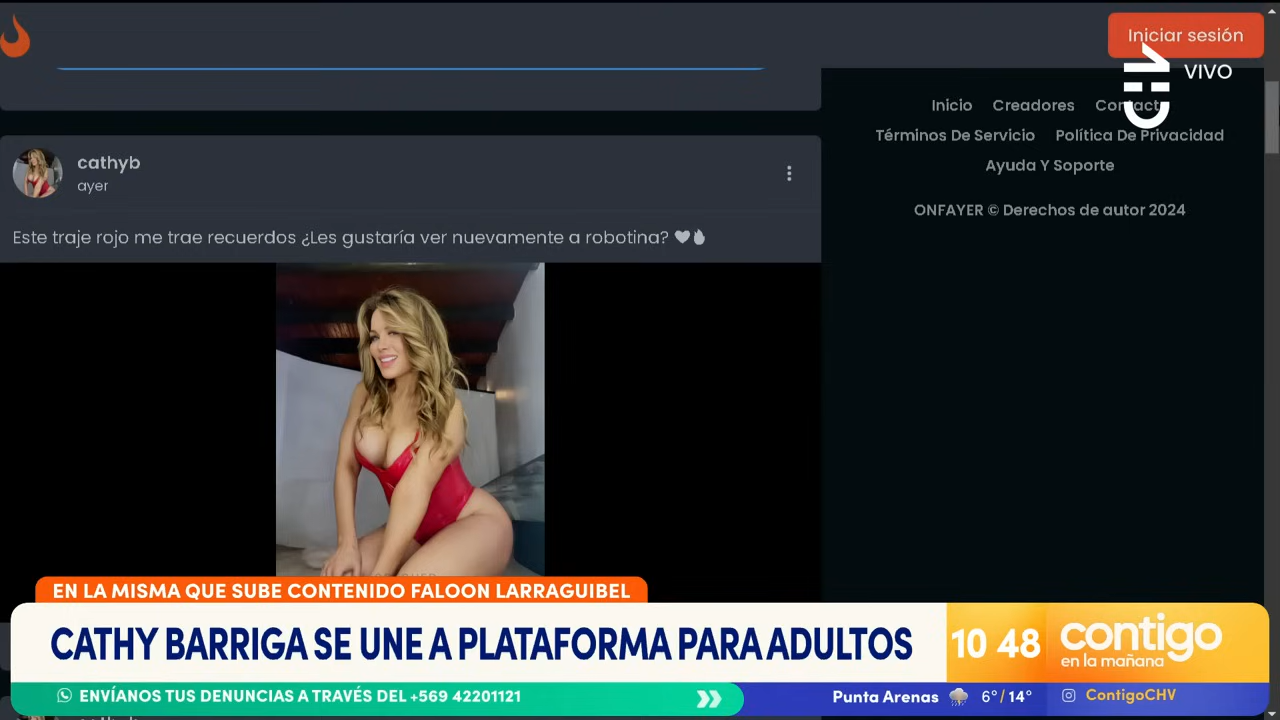 Iniciar sesión
CHV VIVO
Inicio Creadores Contact
Términos De Servicio Política De Privacidad
Ayuda Y Soporte
ONFAYER © Derechos de autor 2024
cathyb
ayer
Este traje rojo me trae recuerdos ¿Les gustaría ver nuevamente a robotina? 🖤🔥
EN LA MISMA QUE SUBE CONTENIDO FALOON LARRAGUIBEL
CATHY BARRIGA SE UNE A PLATAFORMA PARA ADULTOS
10 48
contigo
en la mañana
ENVÍANOS TUS DENUNCIAS A TRAVÉS DEL +569 42201121
Punta Arenas 6°/14°
ContigoCHV